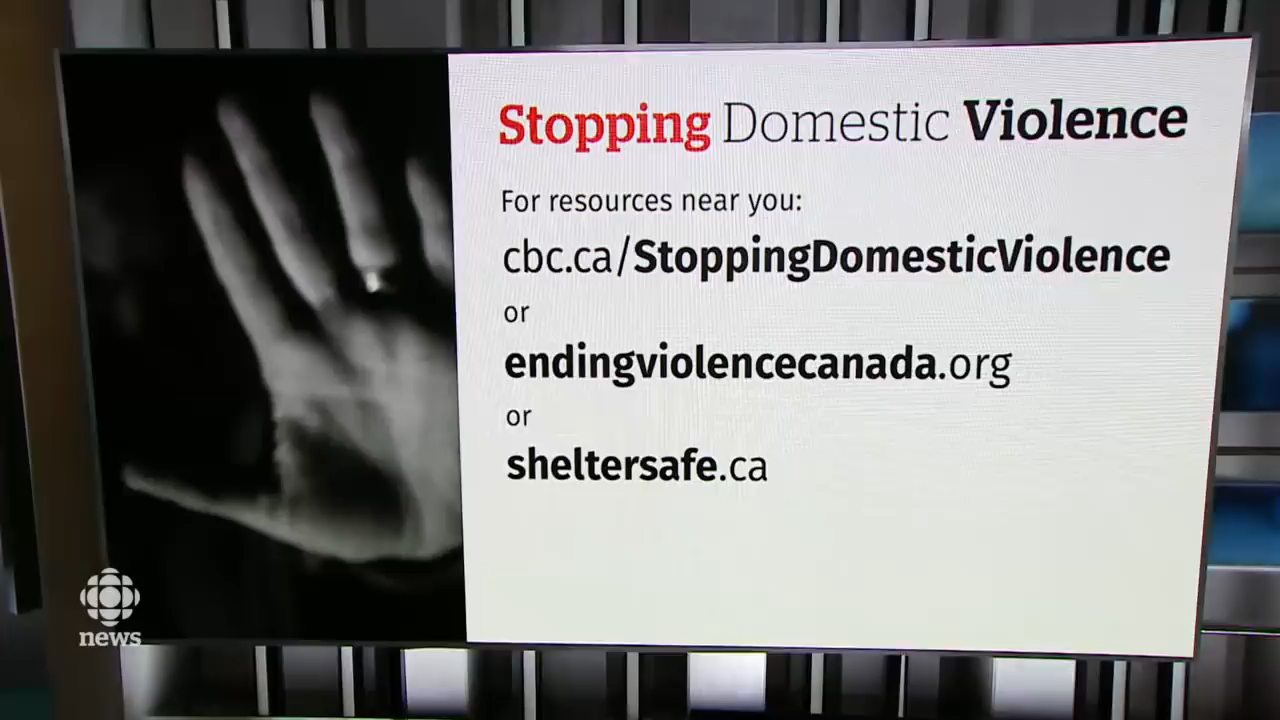 Stopping Domestic Violence
For resources near you:
cbc.ca/StoppingDomesticViolence
or
endingviolencecanada.org
or
sheltersafe.ca
news